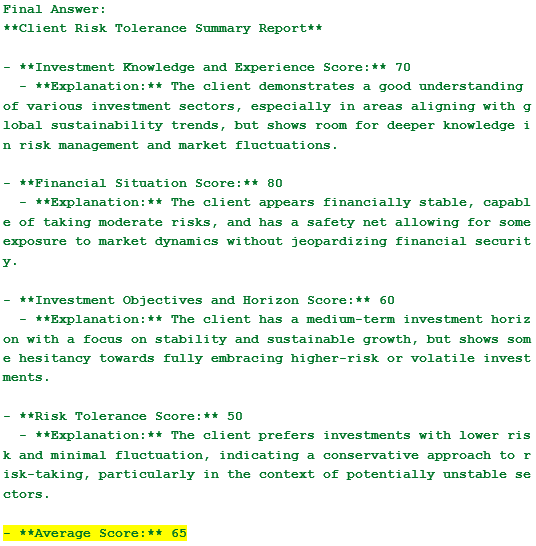 Final Answer:
**Client Risk Tolerance Summary Report**
- **Investment Knowledge and Experience Score:** 70
- **Explanation:** The client demonstrates a good understanding
of various investment sectors, especially in areas aligning with g
lobal sustainability trends, but shows room for deeper knowledge i
n risk management and market fluctuations.
- **Financial Situation Score:** 80
- **Explanation:** The client appears financially stable, capabl
e of taking moderate risks, and has a safety net allowing for some
exposure to market dynamics without jeopardizing financial securit
y.
- **Investment Objectives and Horizon Score:** 60
- **Explanation:** The client has a medium-term investment horiz
on with a focus on stability and sustainable growth, but shows som
e hesitancy towards fully embracing higher-risk or volatile invest
ments.
- **Risk Tolerance Score:** 50
- **Explanation:** The client prefers investments with lower ris
k and minimal fluctuation, indicating a conservative approach to r
isk-taking, particularly in the context of potentially unstable se
ctors.
- **Average Score:** 65